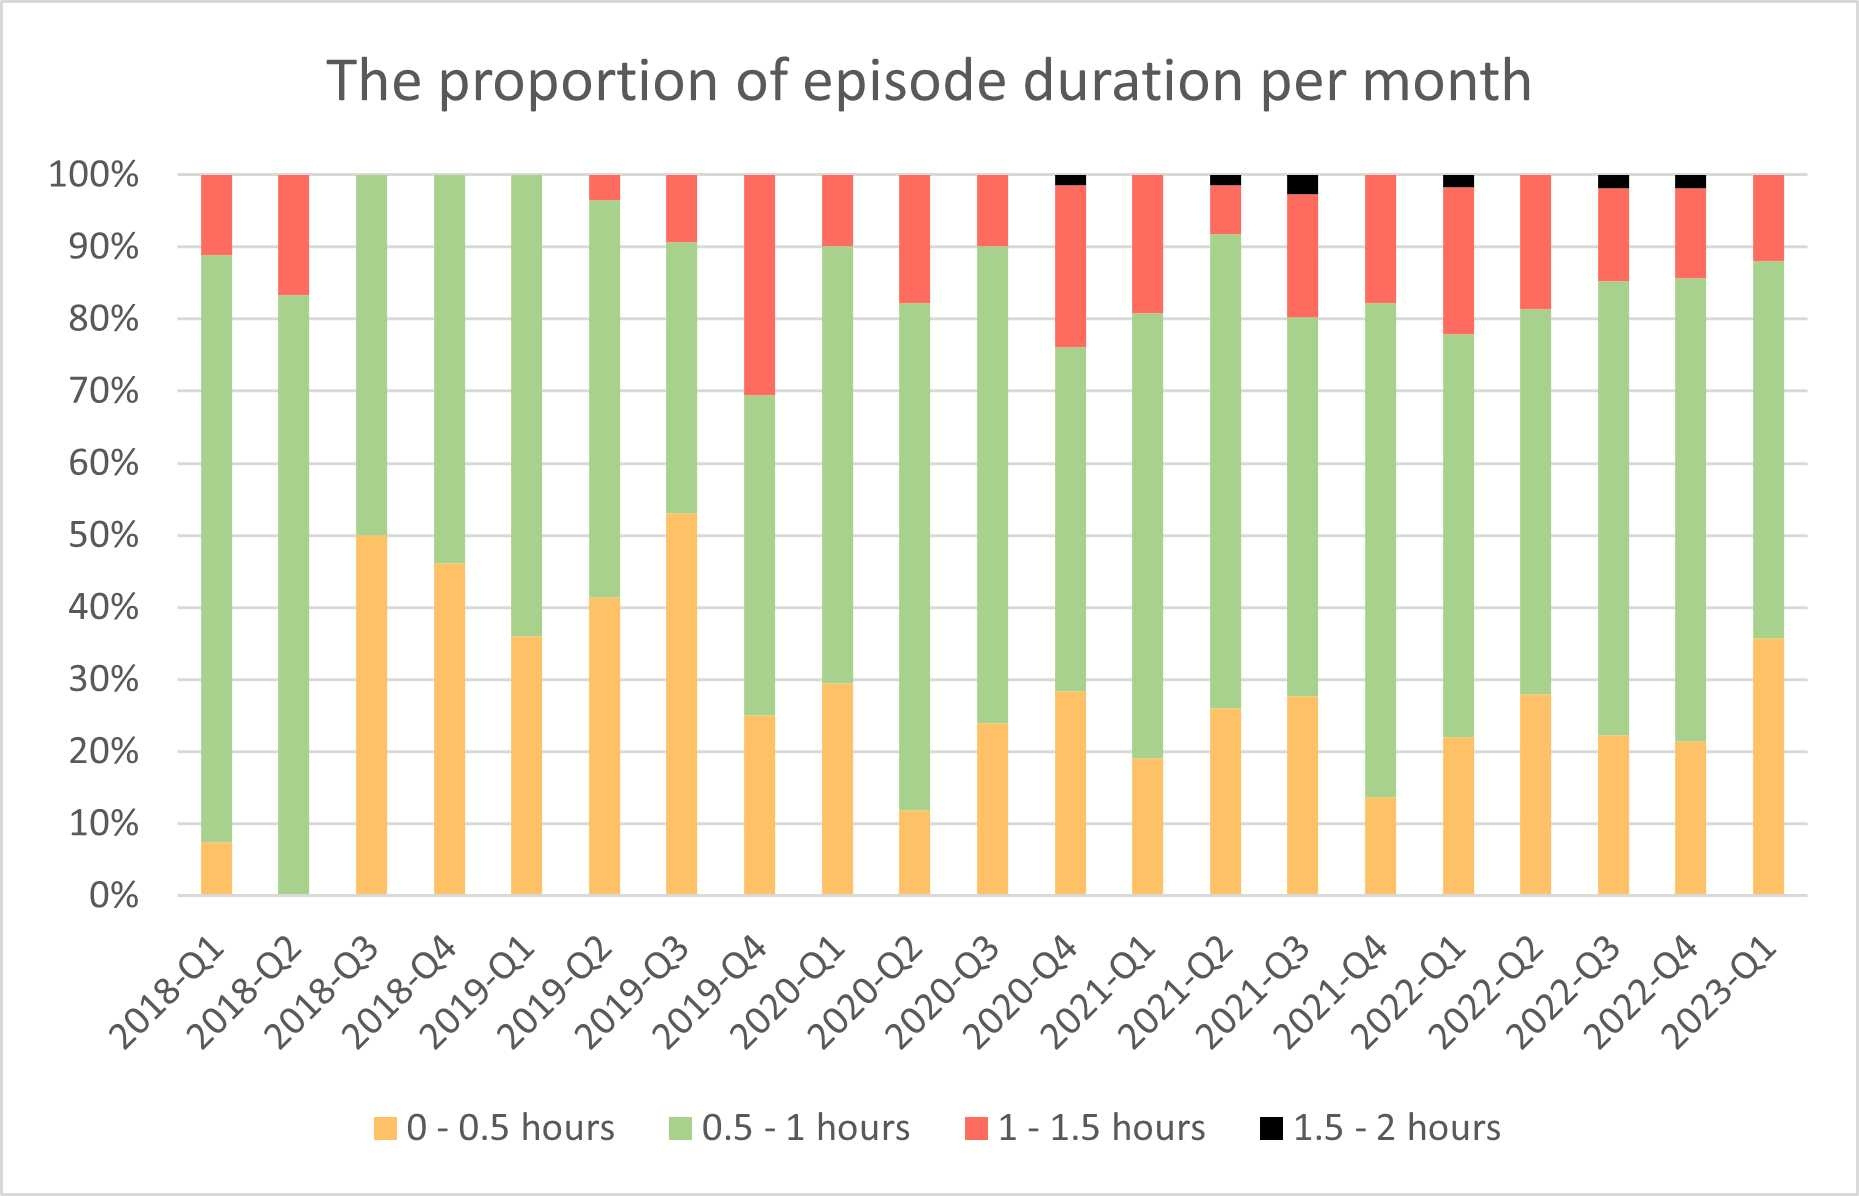 The proportion of episode duration per month
100%
90%
80%
70%
60%
50%
40%
30%
20%
10%
0%
2018-Q1
2018-Q2
2018-Q3
2018-Q4
2019-Q1
2019-Q2
2019-Q3
2019-Q4
2020-Q1
2020-Q2
2020-Q3
2020-Q4
2021-Q1
2021-Q2
2021-Q3
2021-Q4
2022-Q1
2022-Q2
2022-Q3
2022-Q4
2023-Q1
0 - 0.5 hours 0.5 - 1 hours 1 - 1.5 hours 1.5 - 2 hours